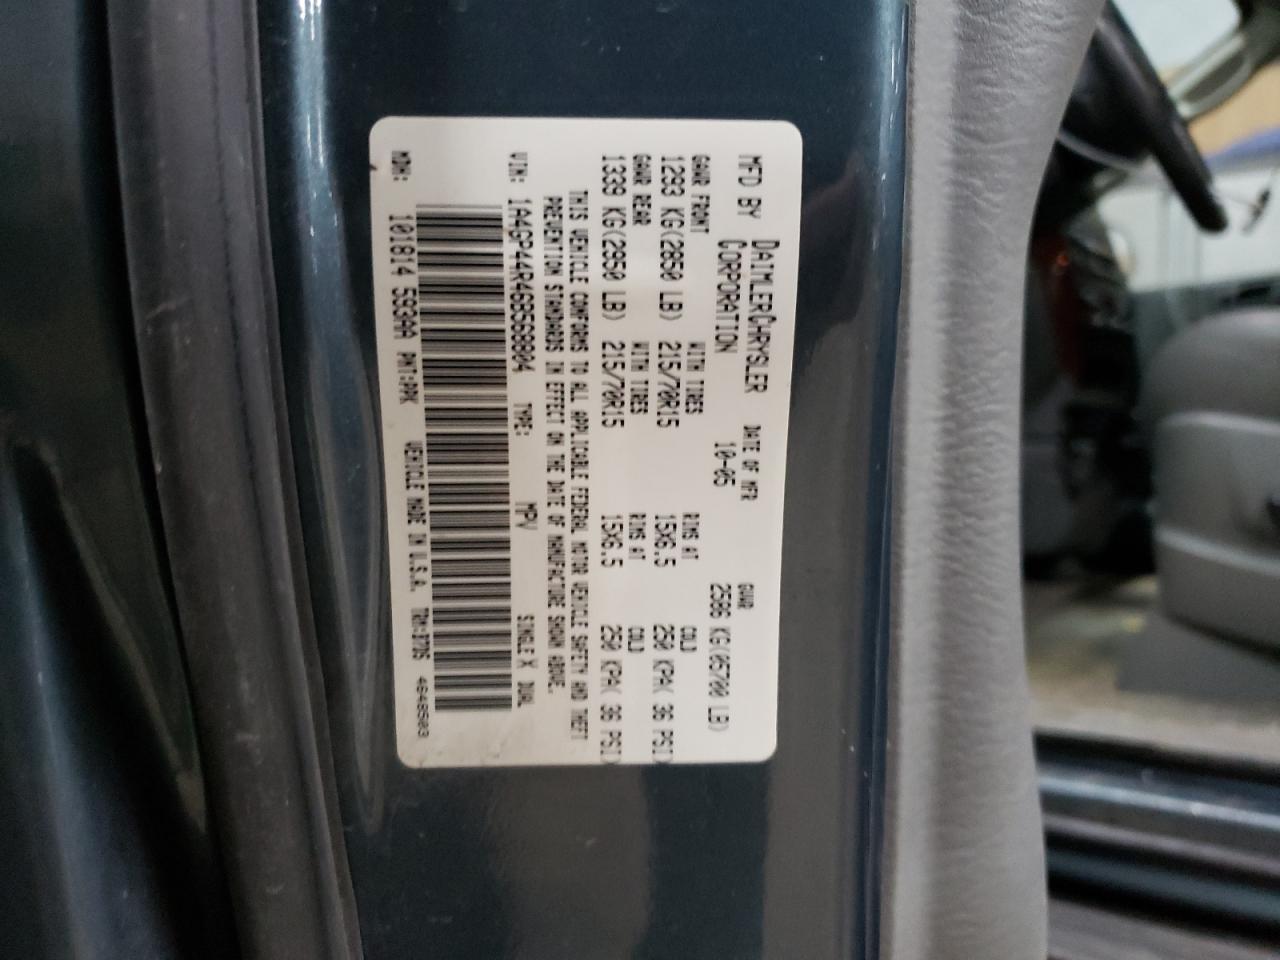 MFD BY DAIMLERCHRYSLER CORPORATION
DATE OF MFR 10-05
GVWR 2586 KG(05700 LB)
GAWR FRONT WITH TIRES RIMS AT COLD
1293 KG(2850 LB) 215/70R15 15X6.5 250 KPA( 36 PSI)
GAWR REAR WITH TIRES RIMS AT COLD
1339 KG(2950 LB) 215/70R15 15X6.5 250 KPA( 36 PSI)
THIS VEHICLE CONFORMS TO ALL APPLICABLE FEDERAL MOTOR VEHICLE SAFETY AND THEFT
PREVENTION STANDARDS IN EFFECT ON THE DATE OF MANUFACTURE SHOWN ABOVE.
VIN: 1A4GP44R46B568804 TYPE: MPV SINGLE X DUAL
MDH: 101814 593AA PNT:PPK VEHICLE MADE IN U.S.A. 4648503